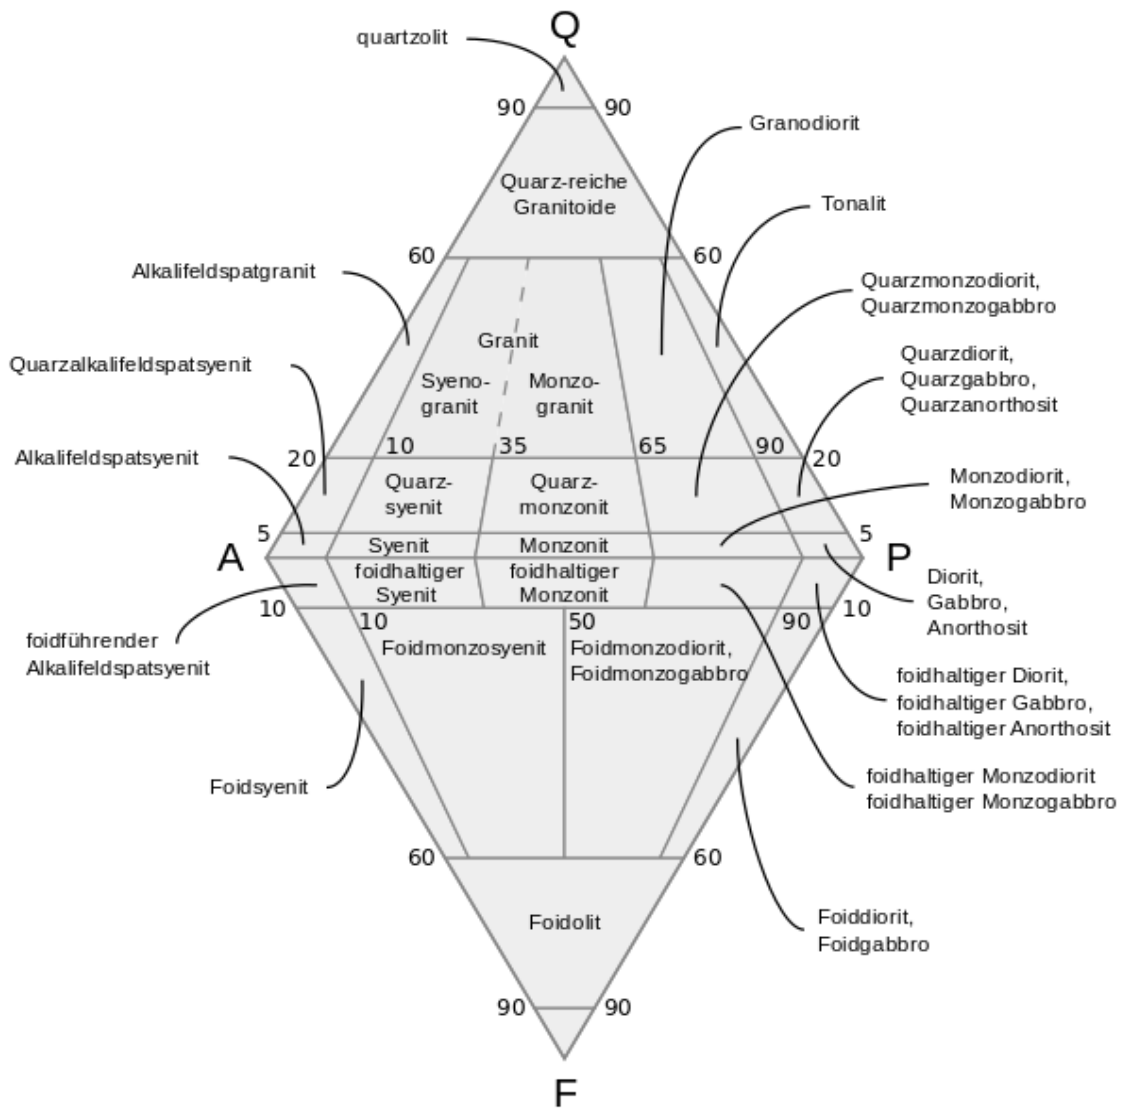 Q
quartzolit
90
90
Granodiorit
Quarz-reiche
Granitoide
Tonalit
60
60
Alkalifeldspatgranit
Quarzmonzodiorit,
Quarzmonzogabbro
Granit
Quarzalkalifeldspatsyenit
Quarzdiorit,
Quarzgabbro,
Quarzanorthosit
Syeno-
granit
Monzo-
granit
10
35
65
90
20
20
Alkalifeldspatsyenit
Quarz-
syenit
Quarz-
monzonit
Monzodiorit,
Monzogabbro
5
5
Syenit
Monzonit
A
P
foidhaltiger
Syenit
foidhaltiger
Monzonit
Diorit,
Gabbro,
Anorthosit
10
10
10
50
90
foidführender
Alkalifeldspatsyenit
Foidmonzosyenit
Foidmonzodiorit,
Foidmonzogabbro
foidhaltiger Diorit,
foidhaltiger Gabbro,
foidhaltiger Anorthosit
Foidsyenit
foidhaltiger Monzodiorit
foidhaltiger Monzogabbro
60
60
Foidolit
Foiddiorit,
Foidgabbro
90
90
F